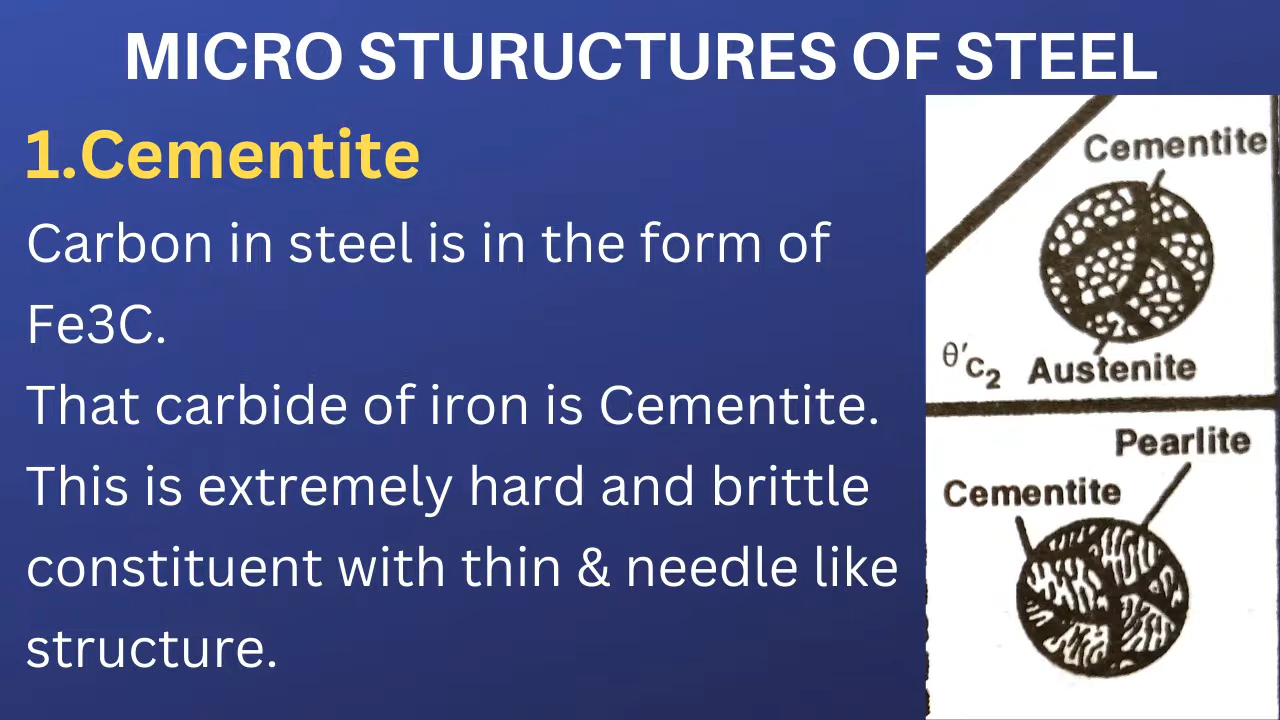 MICRO STURUCTURES OF STEEL
1.Cementite
Carbon in steel is in the form of
Fe3C.
That carbide of iron is Cementite.
This is extremely hard and brittle
constituent with thin & needle like
structure.
Cementite
θ′C₂ Austenite
Pearlite
Cementite